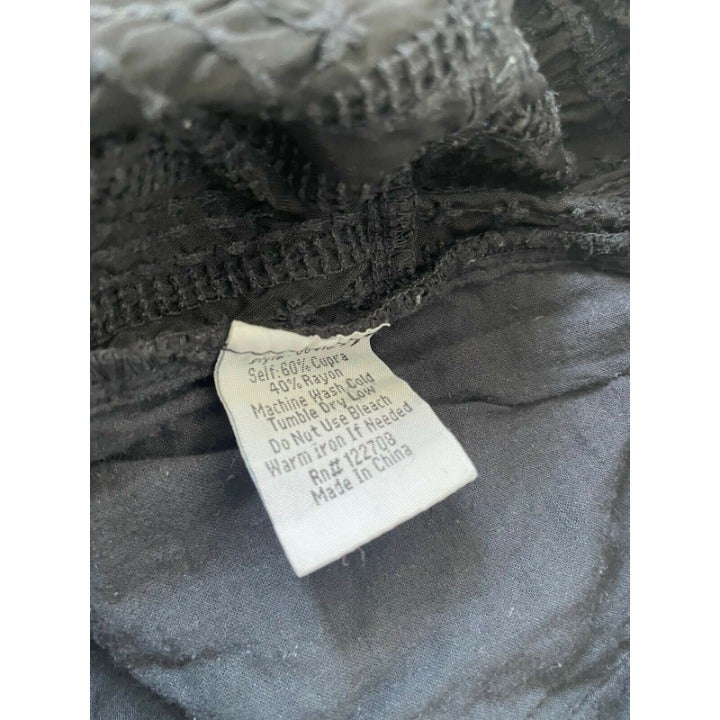 Self:60% Cupra
40% Rayon
Machine Wash Cold
Tumble Dry Low
Do Not Use Bleach
Warm iron If Needed
Rn# 122708
Made In China